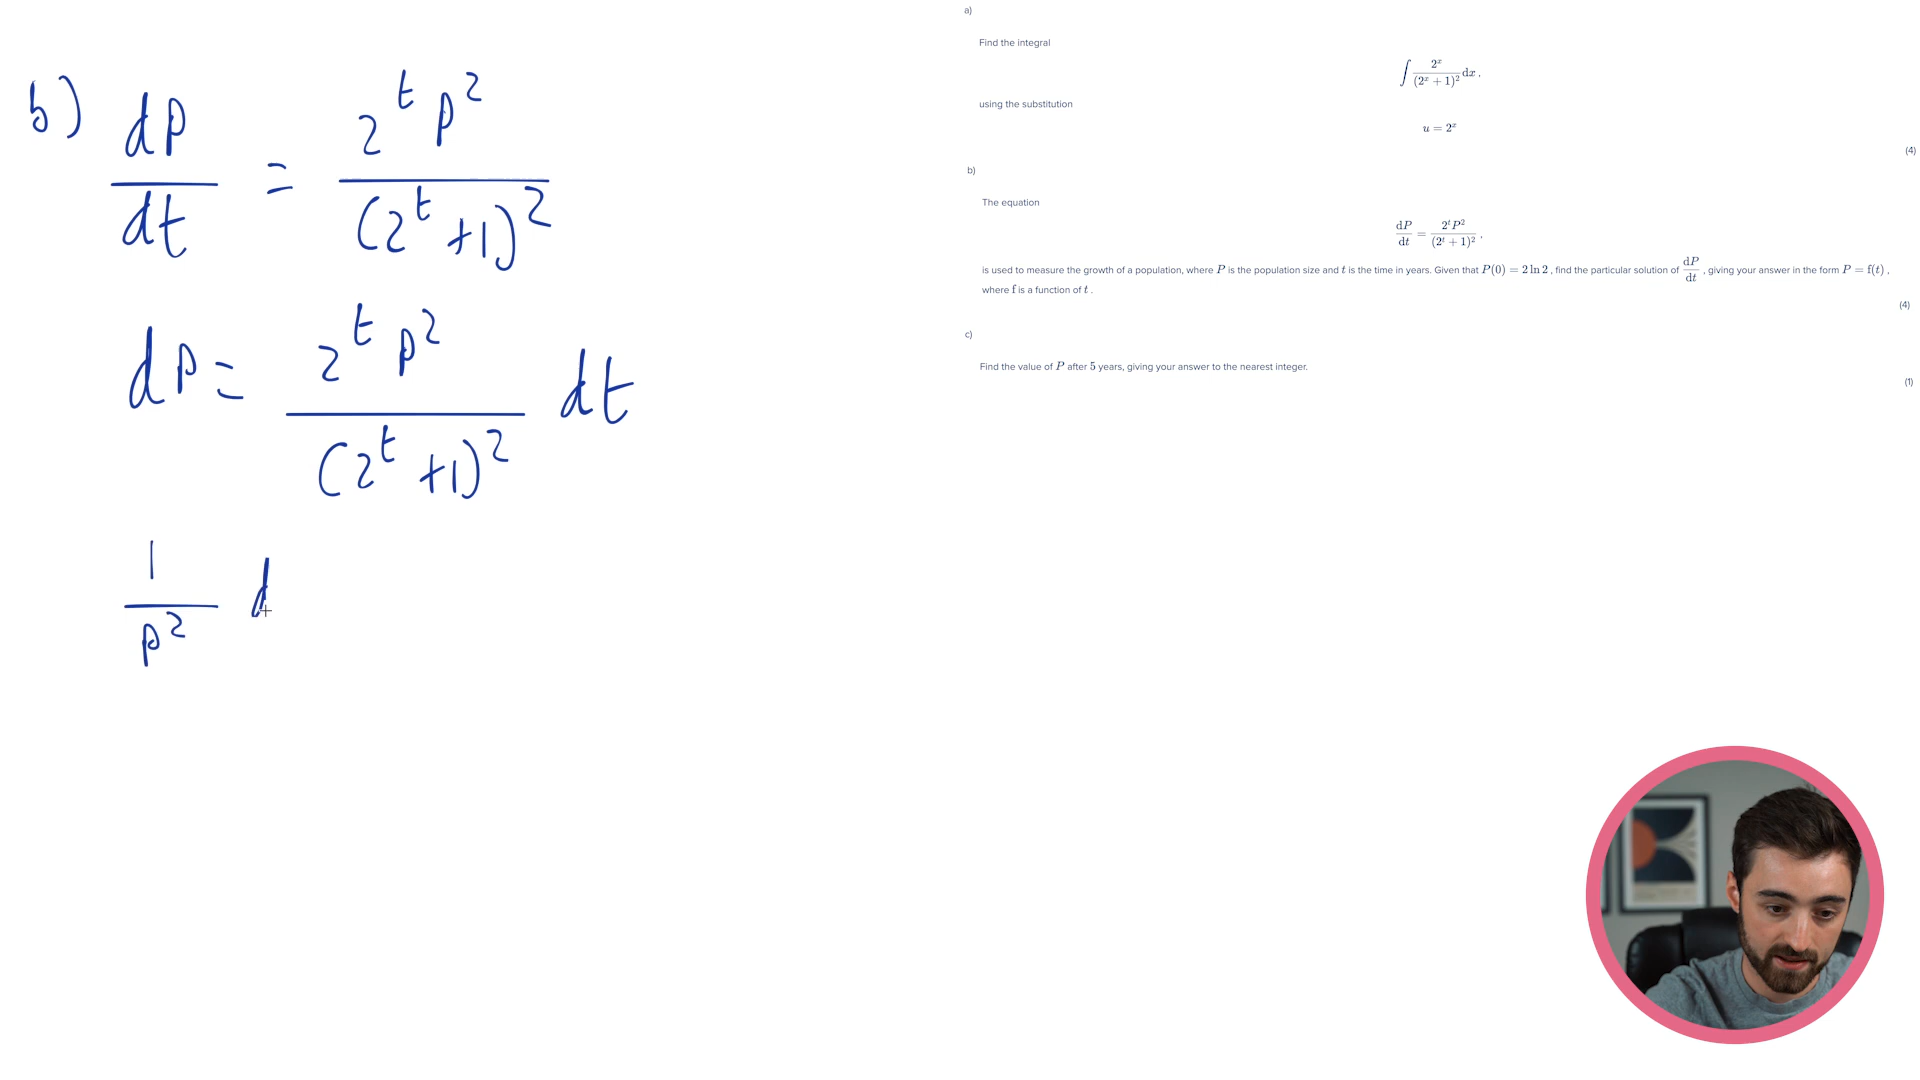 b) dP/dt = 2^t P^2/(2^t +1)^2
dP = 2^t P^2/(2^t +1)^2 dt
1/P^2 d
a)
Find the integral
∫ 2^x/(2^x + 1)^2 dx .
using the substitution
u = 2^x
(4)
b)
The equation
dP/dt = 2^t P^2/(2^t + 1)^2 ,
is used to measure the growth of a population, where P is the population size and t is the time in years. Given that P(0) = 2 ln 2 , find the particular solution of dP/dt , giving your answer in the form P = f(t) ,
where f is a function of t .
(4)
c)
Find the value of P after 5 years, giving your answer to the nearest integer.
(1)